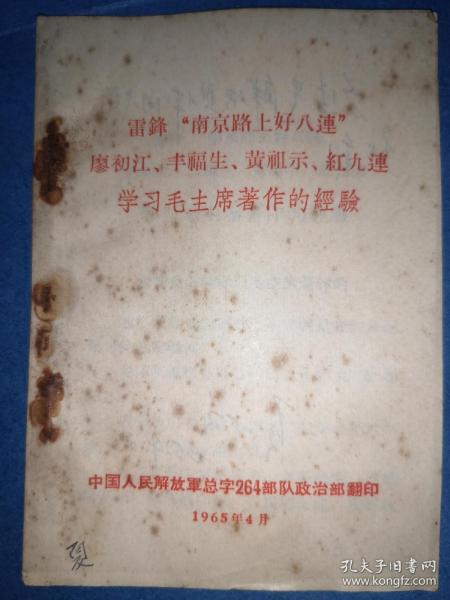 雷鋒“南京路上好八連”
廖初江、丰福生、黃祖示、紅九連
学习毛主席著作的經驗
中国人民解放軍总字264部队政治部翻印
1965年4月
孔夫子旧书网
www.kongfz.com